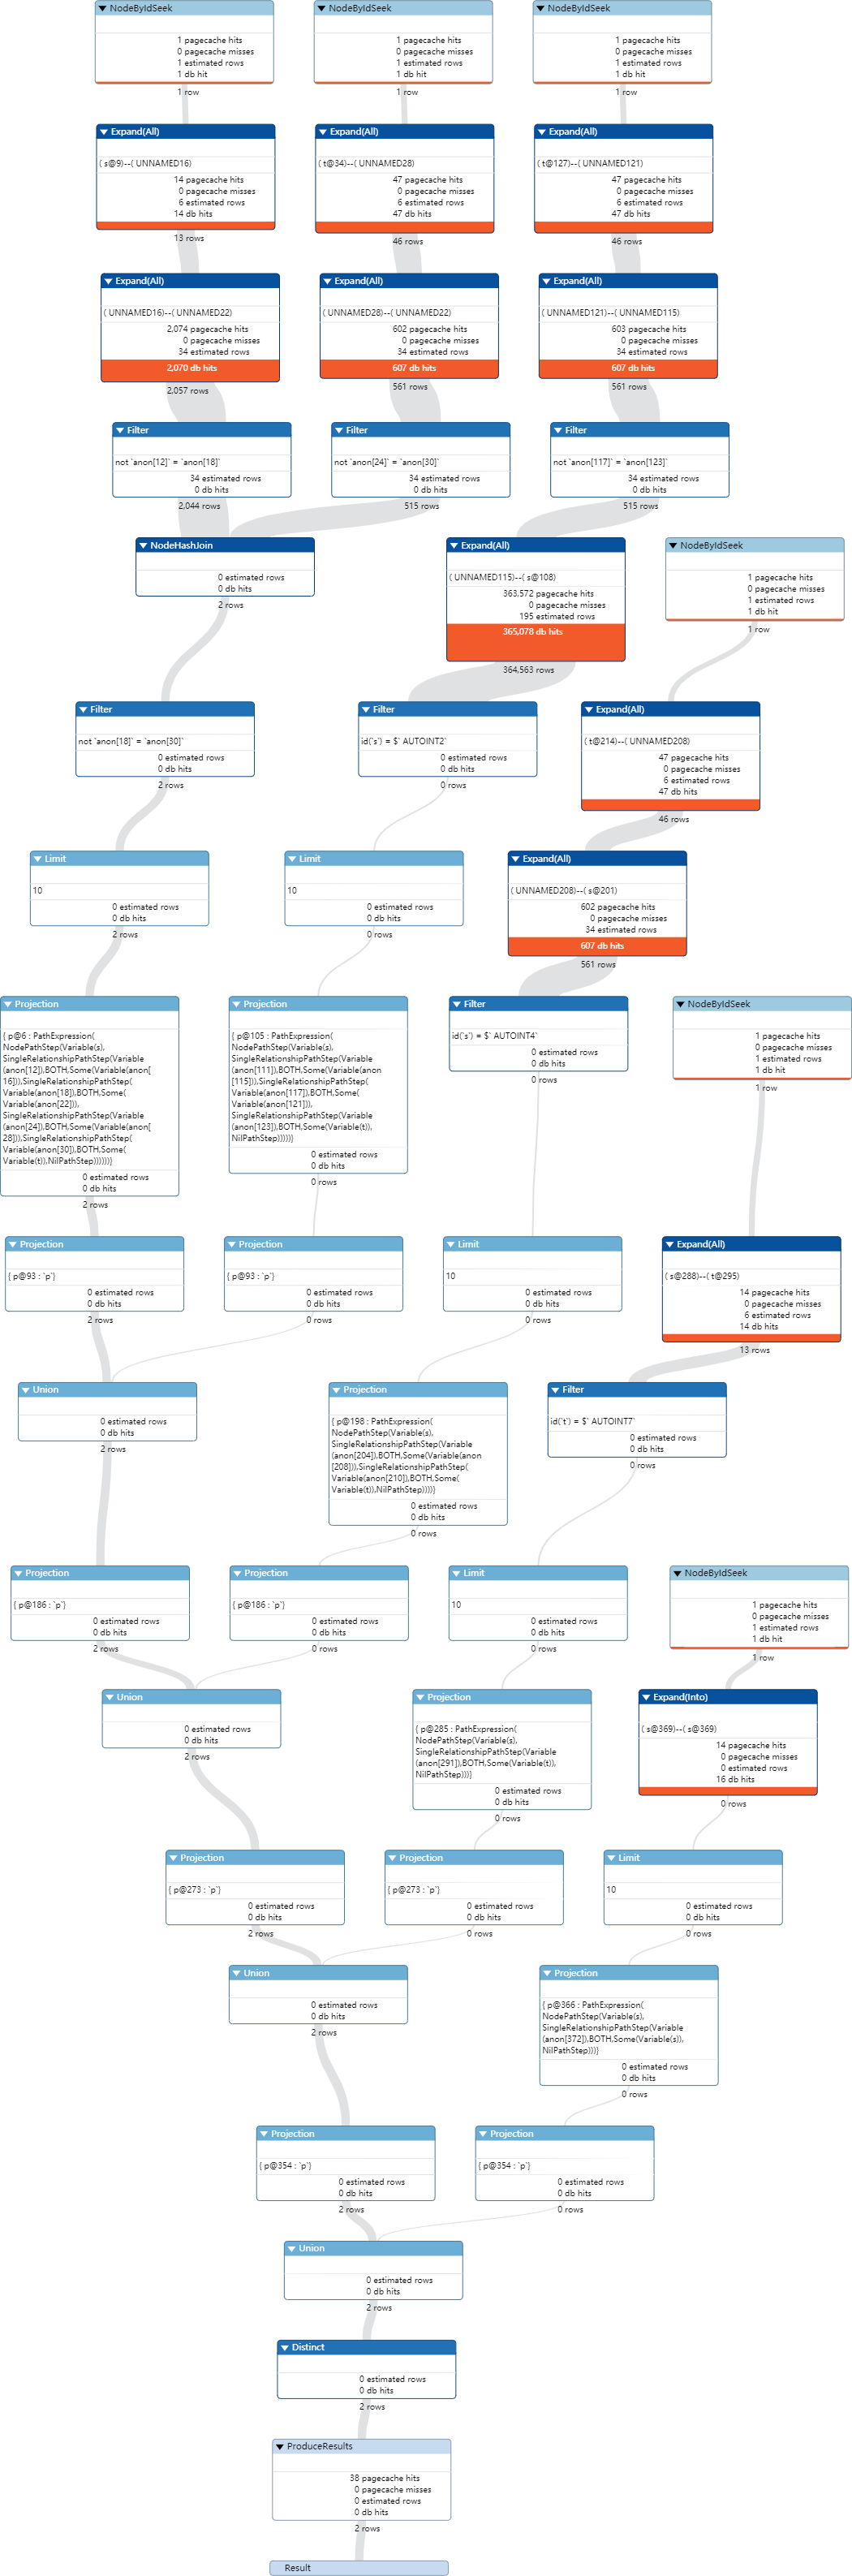 NodeByIdSeek
1 pagecache hits
0 pagecache misses
1 estimated rows
1 db hit
1 row
NodeByIdSeek
1 pagecache hits
0 pagecache misses
1 estimated rows
1 db hit
1 row
NodeByIdSeek
1 pagecache hits
0 pagecache misses
1 estimated rows
1 db hit
1 row
Expand(All)
( s@9)--( UNNAMED16)
14 pagecache hits
0 pagecache misses
6 estimated rows
14 db hits
13 rows
Expand(All)
( t@34)--( UNNAMED28)
47 pagecache hits
0 pagecache misses
6 estimated rows
47 db hits
46 rows
Expand(All)
( t@127)--( UNNAMED121)
47 pagecache hits
0 pagecache misses
6 estimated rows
47 db hits
46 rows
Expand(All)
( UNNAMED16)--( UNNAMED22)
2,074 pagecache hits
0 pagecache misses
34 estimated rows
2,070 db hits
2,057 rows
Expand(All)
( UNNAMED28)--( UNNAMED22)
602 pagecache hits
0 pagecache misses
34 estimated rows
607 db hits
561 rows
Expand(All)
( UNNAMED121)--( UNNAMED115)
603 pagecache hits
0 pagecache misses
34 estimated rows
607 db hits
561 rows
Filter
not `anon[12]` = `anon[18]`
34 estimated rows
0 db hits
2,044 rows
Filter
not `anon[24]` = `anon[30]`
34 estimated rows
0 db hits
515 rows
Filter
not `anon[117]` = `anon[123]`
34 estimated rows
0 db hits
515 rows
NodeHashJoin
0 estimated rows
0 db hits
2 rows
Expand(All)
( UNNAMED115)--( s@108)
363,572 pagecache hits
0 pagecache misses
195 estimated rows
365,078 db hits
364,563 rows
NodeByIdSeek
1 pagecache hits
0 pagecache misses
1 estimated rows
1 db hit
1 row
Filter
not `anon[18]` = `anon[30]`
0 estimated rows
0 db hits
2 rows
Filter
id(`s`) = $` AUTOINT2`
0 estimated rows
0 db hits
0 rows
Expand(All)
( t@214)--( UNNAMED208)
47 pagecache hits
0 pagecache misses
6 estimated rows
47 db hits
46 rows
Limit
10
0 estimated rows
0 db hits
2 rows
Limit
10
0 estimated rows
0 db hits
0 rows
Expand(All)
( UNNAMED208)--( s@201)
602 pagecache hits
0 pagecache misses
34 estimated rows
607 db hits
561 rows
Projection
{ p@6 : PathExpression(
NodePathStep(Variable(s),
SingleRelationshipPathStep(Variable
(anon[12]),BOTH,Some(Variable(anon[
16])),SingleRelationshipPathStep(
Variable(anon[18]),BOTH,Some(
Variable(anon[22])),
SingleRelationshipPathStep(Variable
(anon[24]),BOTH,Some(Variable(anon[
28])),SingleRelationshipPathStep(
Variable(anon[30]),BOTH,Some(
Variable(t)),NilPathStep))))))}
0 estimated rows
0 db hits
2 rows
Projection
{ p@105 : PathExpression(
NodePathStep(Variable(s),
SingleRelationshipPathStep(Variable
(anon[111]),BOTH,Some(Variable(anon
[115])),SingleRelationshipPathStep(
Variable(anon[117]),BOTH,Some(
Variable(anon[121])),
SingleRelationshipPathStep(Variable
(anon[123]),BOTH,Some(Variable(t)),
NilPathStep)))))}
0 estimated rows
0 db hits
0 rows
Filter
id(`s`) = $` AUTOINT4`
0 estimated rows
0 db hits
0 rows
NodeByIdSeek
1 pagecache hits
0 pagecache misses
1 estimated rows
1 db hit
1 row
Projection
{ p@93 : `p`}
0 estimated rows
0 db hits
2 rows
Projection
{ p@93 : `p`}
0 estimated rows
0 db hits
0 rows
Limit
10
0 estimated rows
0 db hits
0 rows
Expand(All)
( s@288)--( t@295)
14 pagecache hits
0 pagecache misses
6 estimated rows
14 db hits
13 rows
Union
0 estimated rows
0 db hits
2 rows
Projection
{ p@198 : PathExpression(
NodePathStep(Variable(s),
SingleRelationshipPathStep(Variable
(anon[204]),BOTH,Some(Variable(anon
[208])),SingleRelationshipPathStep(
Variable(anon[210]),BOTH,Some(
Variable(t)),NilPathStep))))}
0 estimated rows
0 db hits
0 rows
Filter
id(`t`) = $` AUTOINT7`
0 estimated rows
0 db hits
0 rows
Projection
{ p@186 : `p`}
0 estimated rows
0 db hits
2 rows
Projection
{ p@186 : `p`}
0 estimated rows
0 db hits
0 rows
Limit
10
0 estimated rows
0 db hits
0 rows
NodeByIdSeek
1 pagecache hits
0 pagecache misses
1 estimated rows
1 db hit
1 row
Union
0 estimated rows
0 db hits
2 rows
Projection
{ p@285 : PathExpression(
NodePathStep(Variable(s),
SingleRelationshipPathStep(Variable
(anon[291]),BOTH,Some(Variable(t)),
NilPathStep)))}
0 estimated rows
0 db hits
0 rows
Expand(Into)
( s@369)--( s@369)
14 pagecache hits
0 pagecache misses
0 estimated rows
16 db hits
0 rows
Projection
{ p@273 : `p`}
0 estimated rows
0 db hits
2 rows
Projection
{ p@273 : `p`}
0 estimated rows
0 db hits
0 rows
Limit
10
0 estimated rows
0 db hits
0 rows
Union
0 estimated rows
0 db hits
2 rows
Projection
{ p@366 : PathExpression(
NodePathStep(Variable(s),
SingleRelationshipPathStep(Variable
(anon[372]),BOTH,Some(Variable(s)),
NilPathStep)))}
0 estimated rows
0 db hits
0 rows
Projection
{ p@354 : `p`}
0 estimated rows
0 db hits
2 rows
Projection
{ p@354 : `p`}
0 estimated rows
0 db hits
0 rows
Union
0 estimated rows
0 db hits
2 rows
Distinct
0 estimated rows
0 db hits
2 rows
ProduceResults
38 pagecache hits
0 pagecache misses
0 estimated rows
0 db hits
2 rows
Result